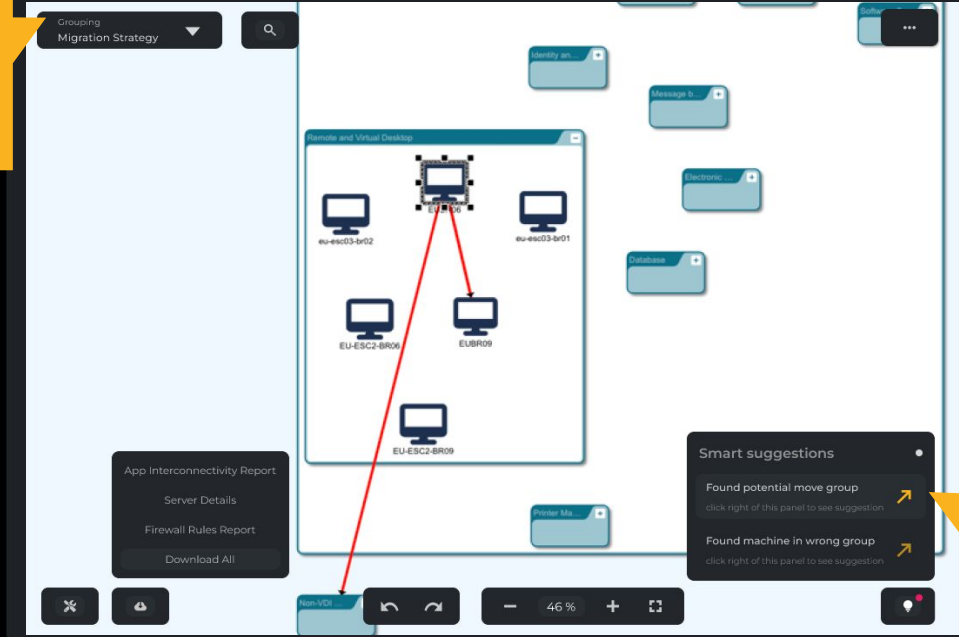 Grouping
Migration Strategy
Identity an...
Message b...
Remote and Virtual Desktop
Electronic ...
eu-esc03-br02
eu-esc03-br01
Database
EU-ESC2-BR06
EUBR09
EU-ESC2-BR09
Smart suggestions
App Interconnectivity Report
Found potential move group
Server Details
click right of this panel to see suggestion
Printer Ma...
Firewall Rules Report
Found machine in wrong group
Download All
click right of this panel to see suggestion
Non-VDI ...
46 %